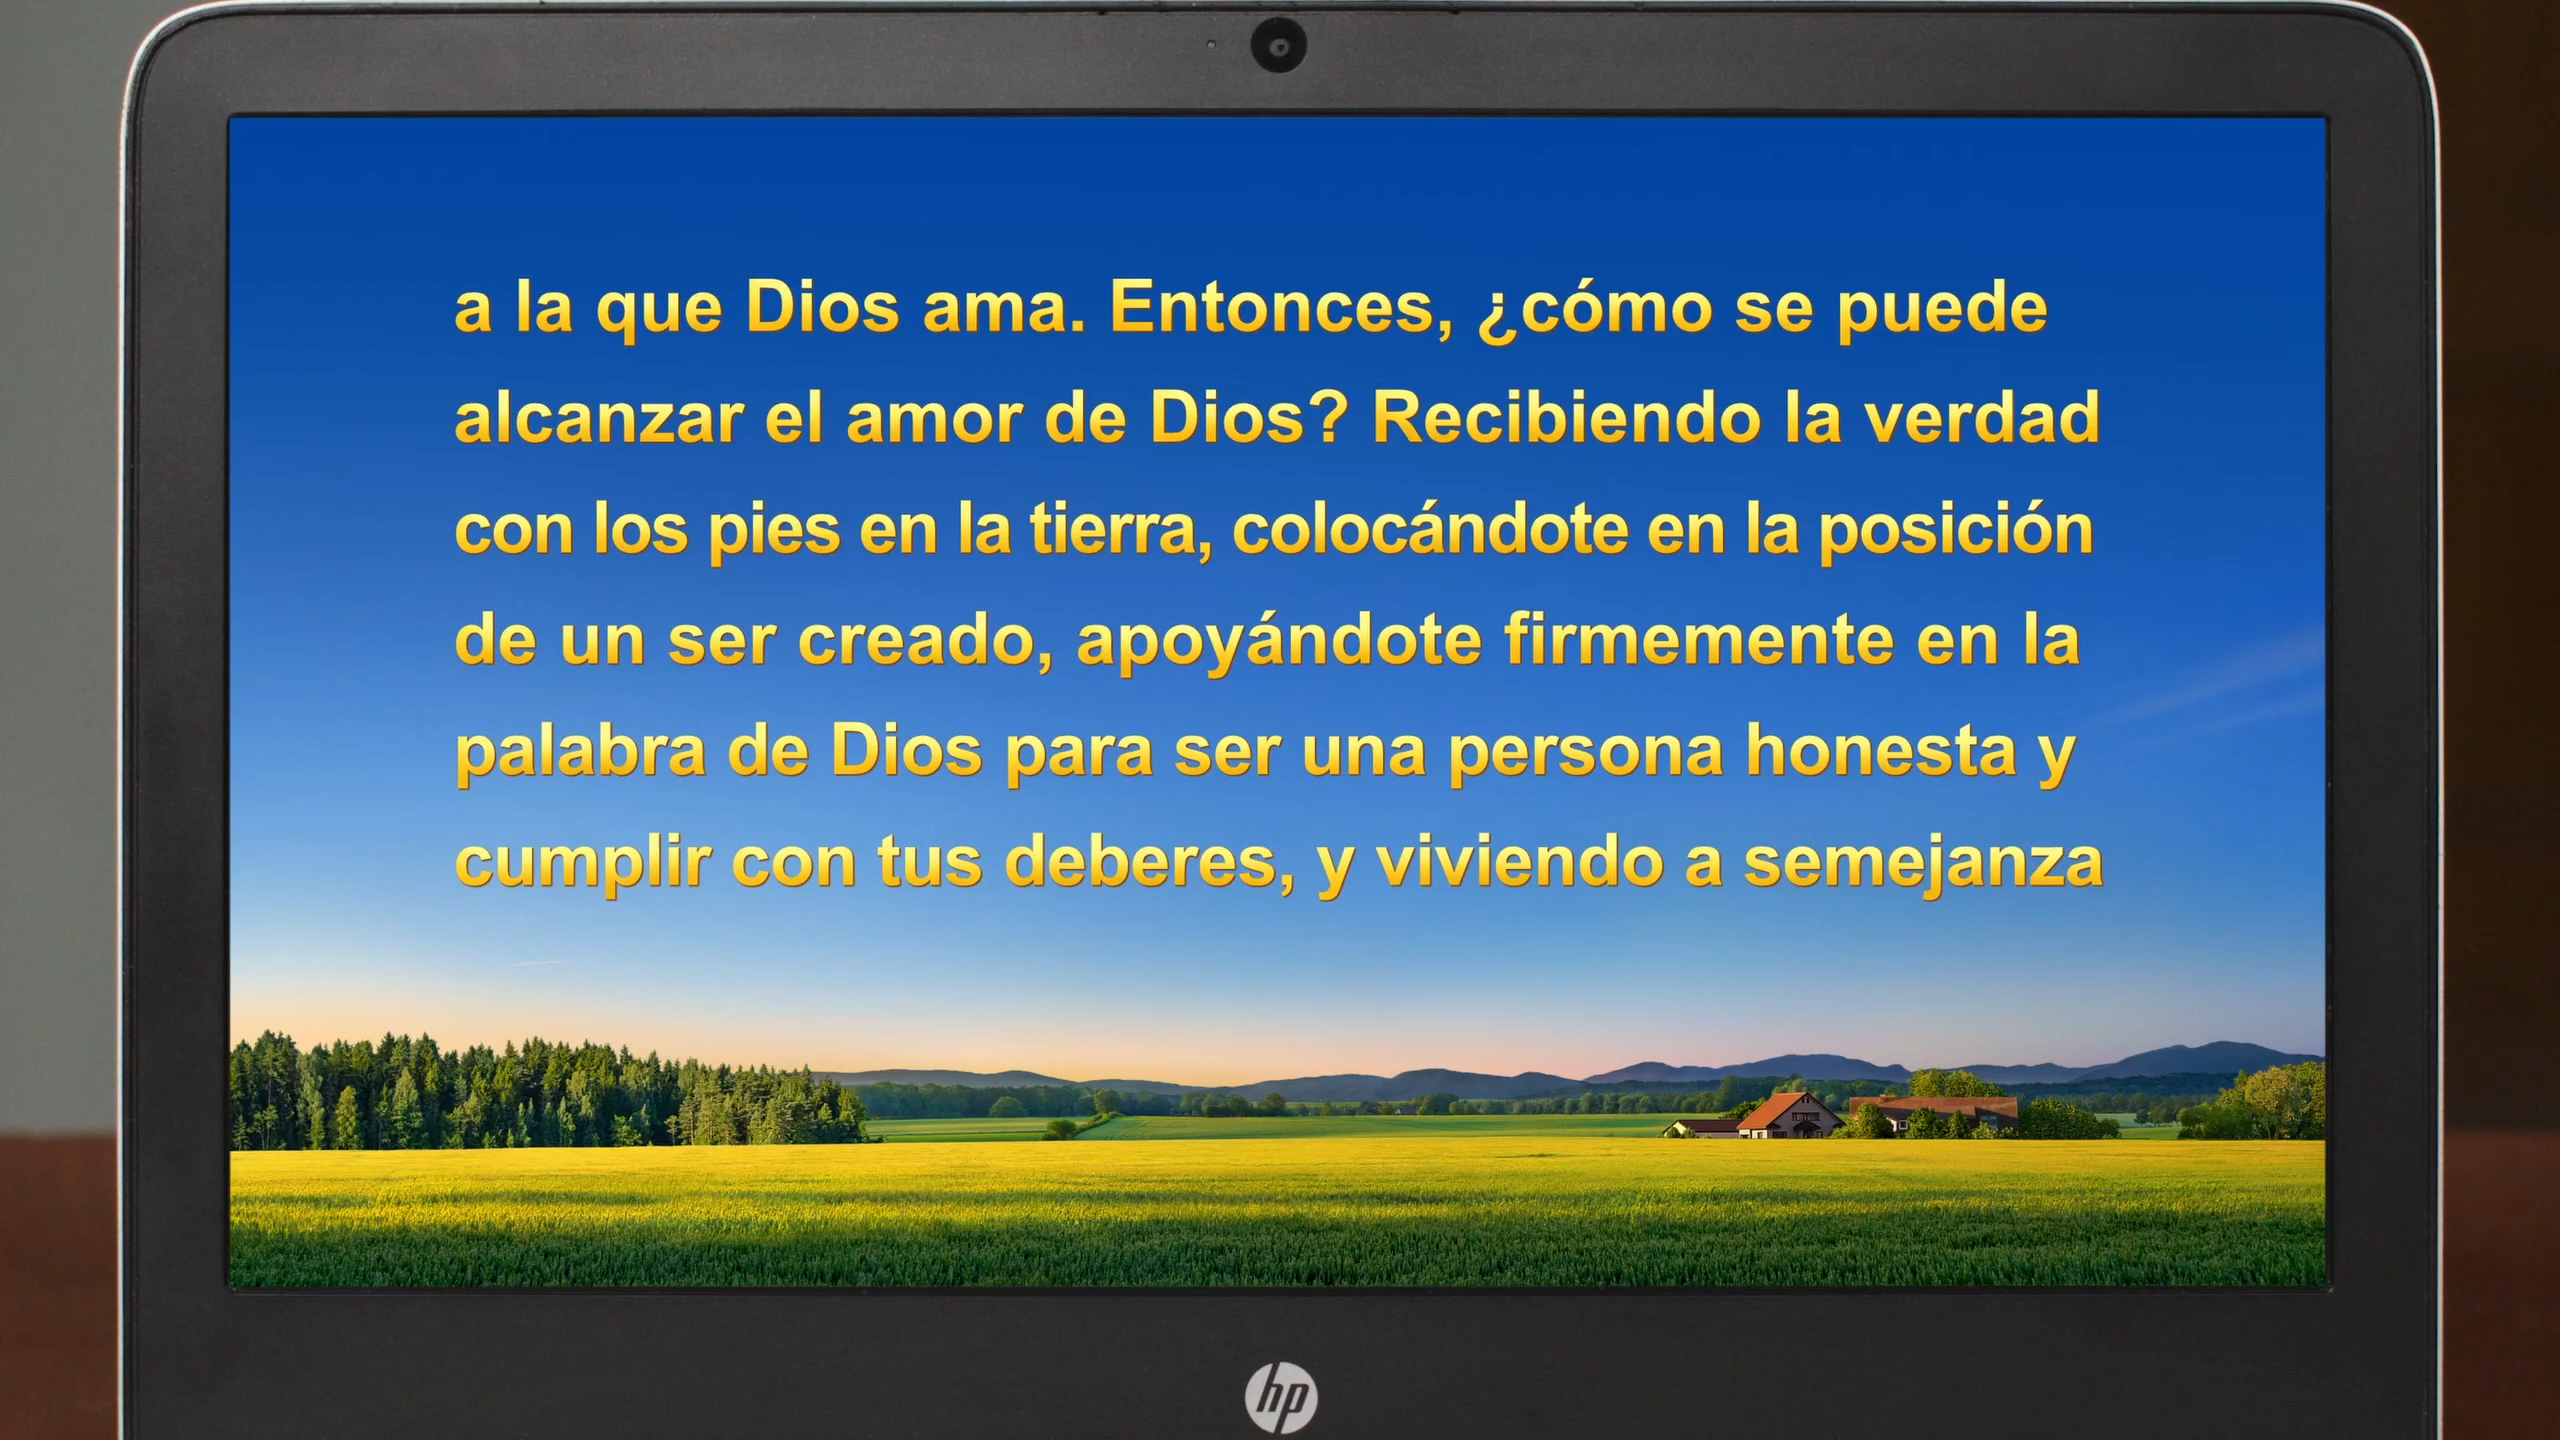 a la que Dios ama. Entonces, ¿cómo se puede
alcanzar el amor de Dios? Recibiendo la verdad
con los pies en la tierra, colocándote en la posición
de un ser creado, apoyándote firmemente en la
palabra de Dios para ser una persona honesta y
cumplir con tus deberes, y viviendo a semejanza
hp